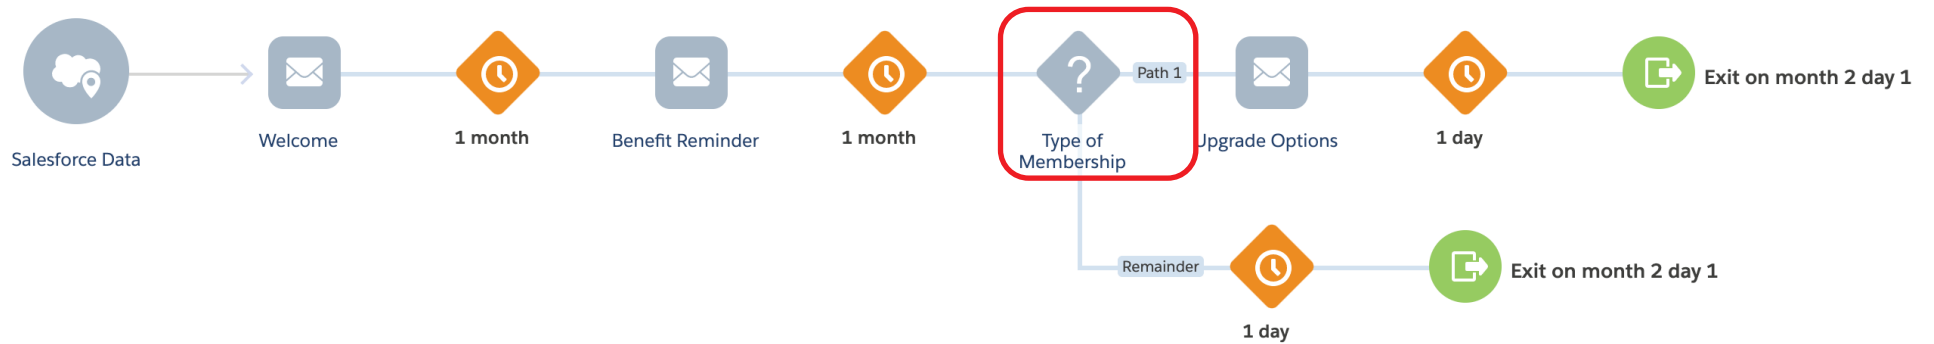 Path 1
Exit on month 2 day 1
Salesforce Data
Welcome
1 month
Benefit Reminder
1 month
Type of
Membership
Upgrade Options
1 day
Remainder
Exit on month 2 day 1
1 day